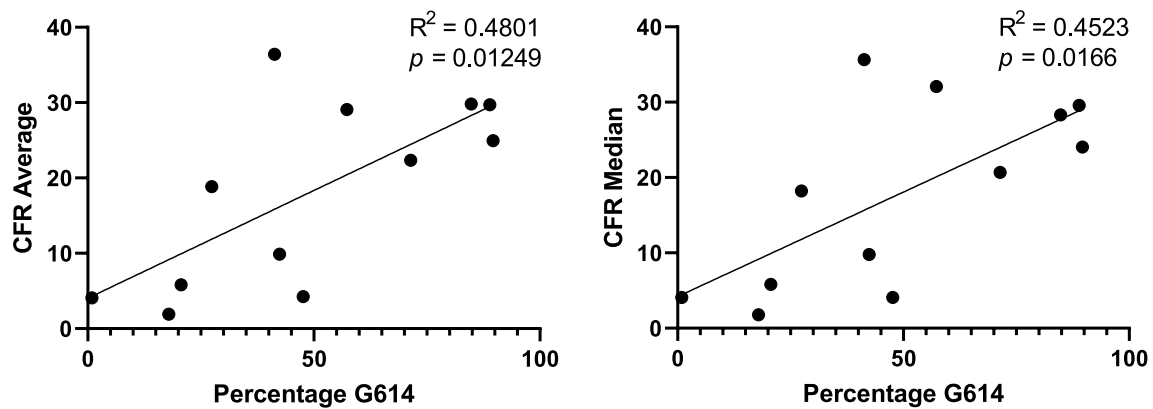 R² = 0.4801
p = 0.01249
40
30
20
10
0
CFR Average
0
50
100
Percentage G614
R² = 0.4523
p = 0.0166
40
30
20
10
0
CFR Median
0
50
100
Percentage G614